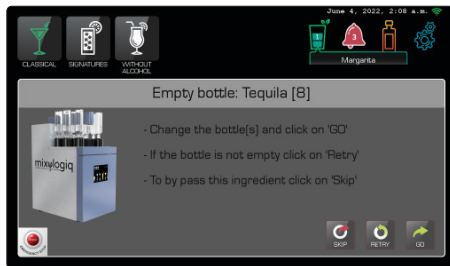 June 4, 2022, 2:08 a.m.
1
3
CLASSICAL
SIGNATURES
WITHOUT
ALCOHOL
Margarita
Empty bottle: Tequila [8]
- Change the bottle(s) and click on 'GO'
- If the bottle is not empty click on 'Retry'
- To by pass this ingredient click on 'Skip'
mixologiq
SKIP
RETRY
GO